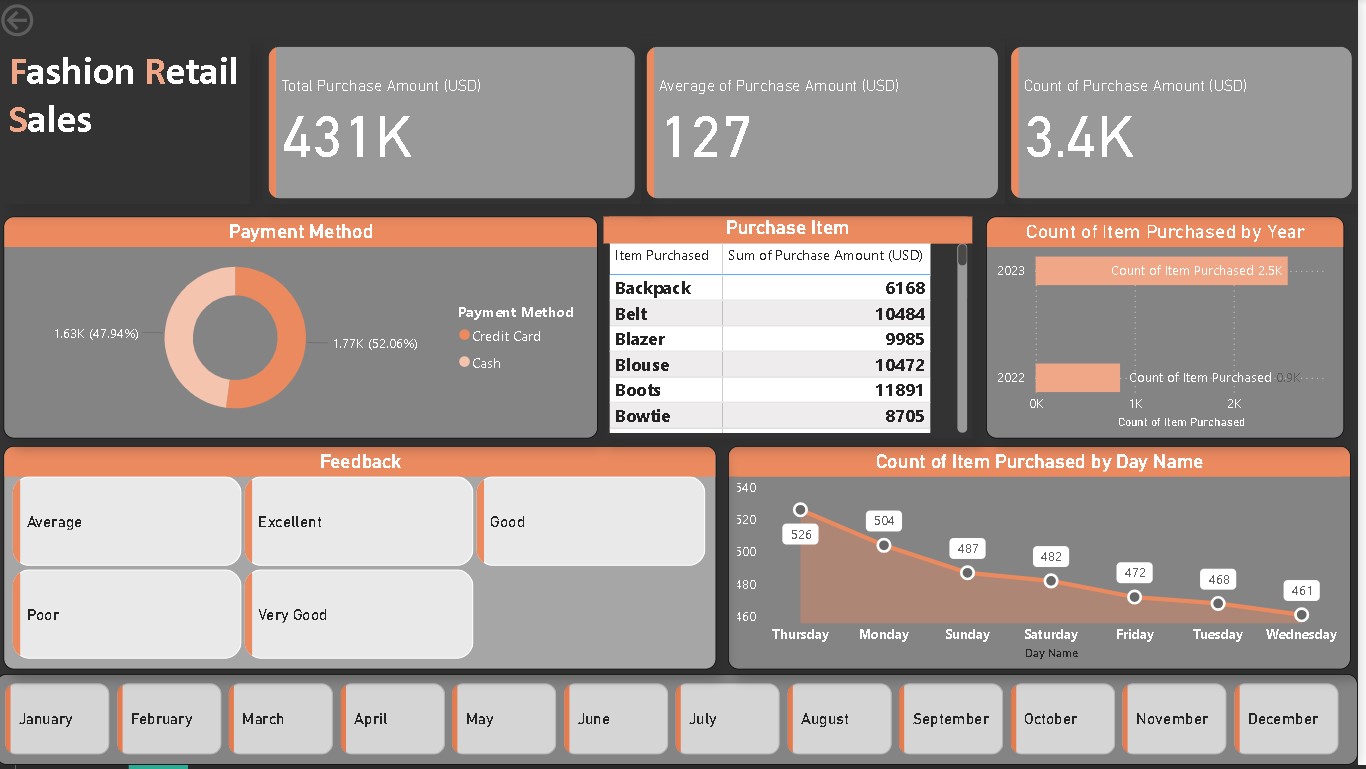 Fashion Retail
Sales
Total Purchase Amount (USD)
431K
Average of Purchase Amount (USD)
127
Count of Purchase Amount (USD)
3.4K
Payment Method
1.63K (47.94%)
1.77K (52.06%)
Payment Method
Credit Card
Cash
Purchase Item
Item Purchased Sum of Purchase Amount (USD)
Backpack 6168
Belt 10484
Blazer 9985
Blouse 10472
Boots 11891
Bowtie 8705
Count of Item Purchased by Year
2023 Count of Item Purchased 2.5K
2022 Count of Item Purchased 0.9K
0K 1K 2K
Count of Item Purchased
Feedback
Average
Excellent
Good
Poor
Very Good
Count of Item Purchased by Day Name
540
520
500
480
460
526
504
487
482
472
468
461
Thursday Monday Sunday Saturday Friday Tuesday Wednesday
Day Name
January February March April May June July August September October November December